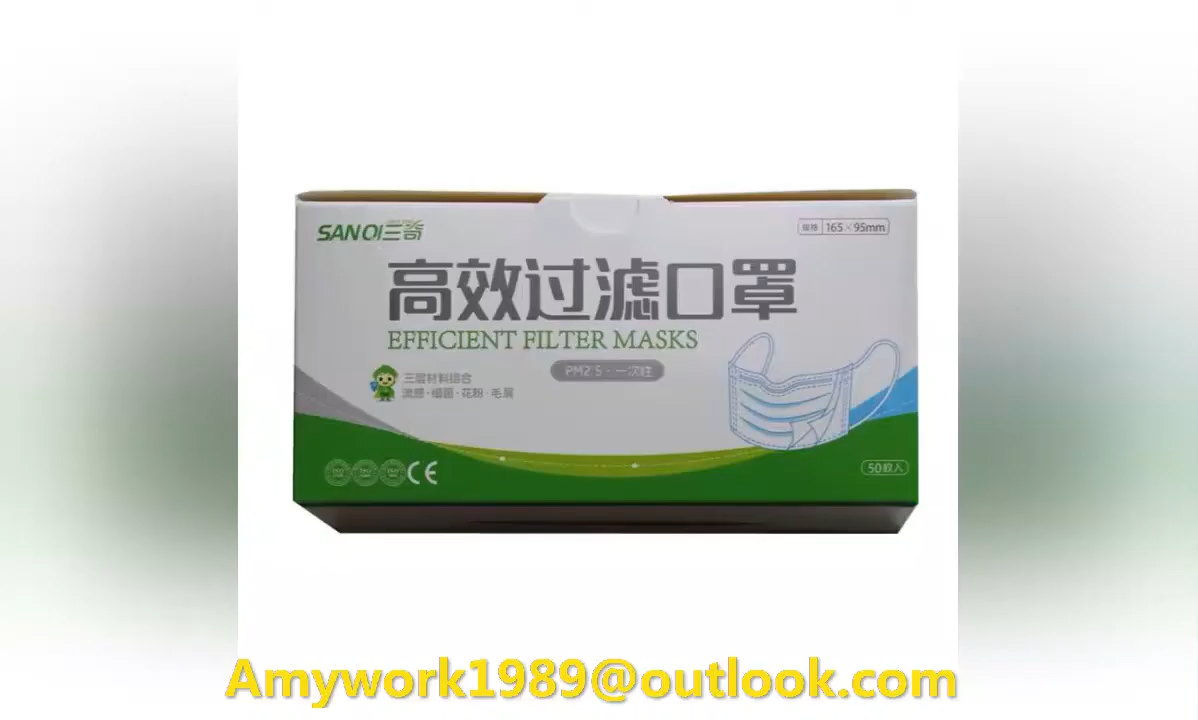 SANQI三奇
规格 165×95mm
高效过滤口罩
EFFICIENT FILTER MASKS
PM2.5·一次性
三层材料组合
流感·细菌·花粉·毛屑
CE
50枚入
Amywork1989@outlook.com